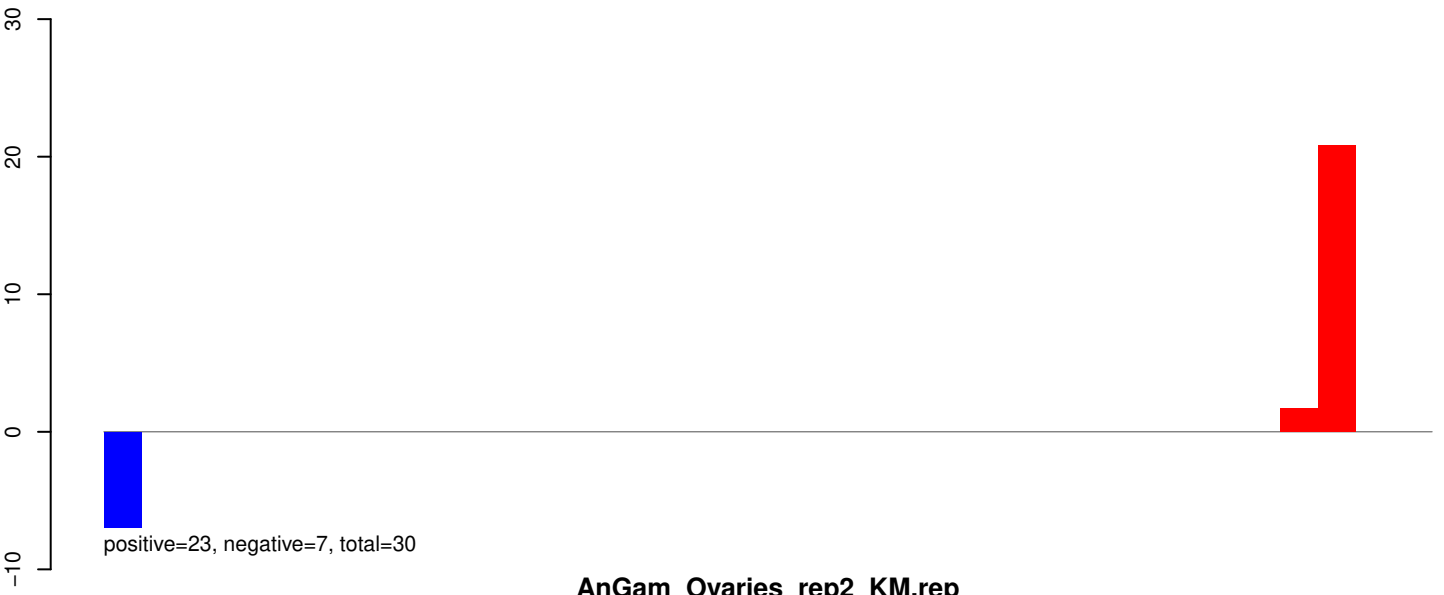 30
20
10
0
−10
positive=23, negative=7, total=30
AnGam_Ovaries_rep2_KM.rep